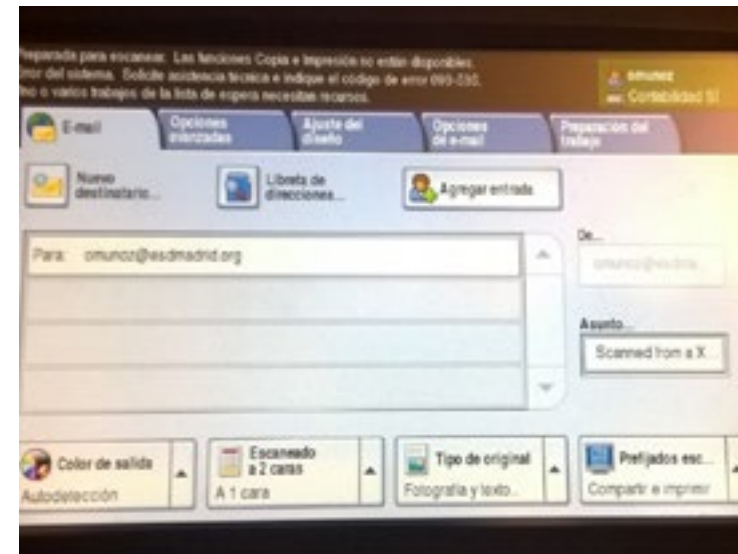 Preparada para escanear. Las funciones Copia e Impresión no están disponibles.
Error del sistema. Solicite asistencia técnica e indique el código de error
Uno o varios trabajos de la lista de espera necesitan recursos.
omunoz
Contabilidad
E-mail
Opciones
avanzadas
Ajuste del
diseño
Opciones
de e-mail
Preparación del
trabajo
Nuevo
destinatario...
Libreta de
direcciones...
Agregar entrada
Para: omunoz@esdmadrid.org
De...
Asunto...
Scanned from a X
Color de salida
Autodetección
Escaneado
a 2 caras
A 1 cara
Tipo de original
Fotografía y texto...
Prefijados esc...
Compartir e imprimir